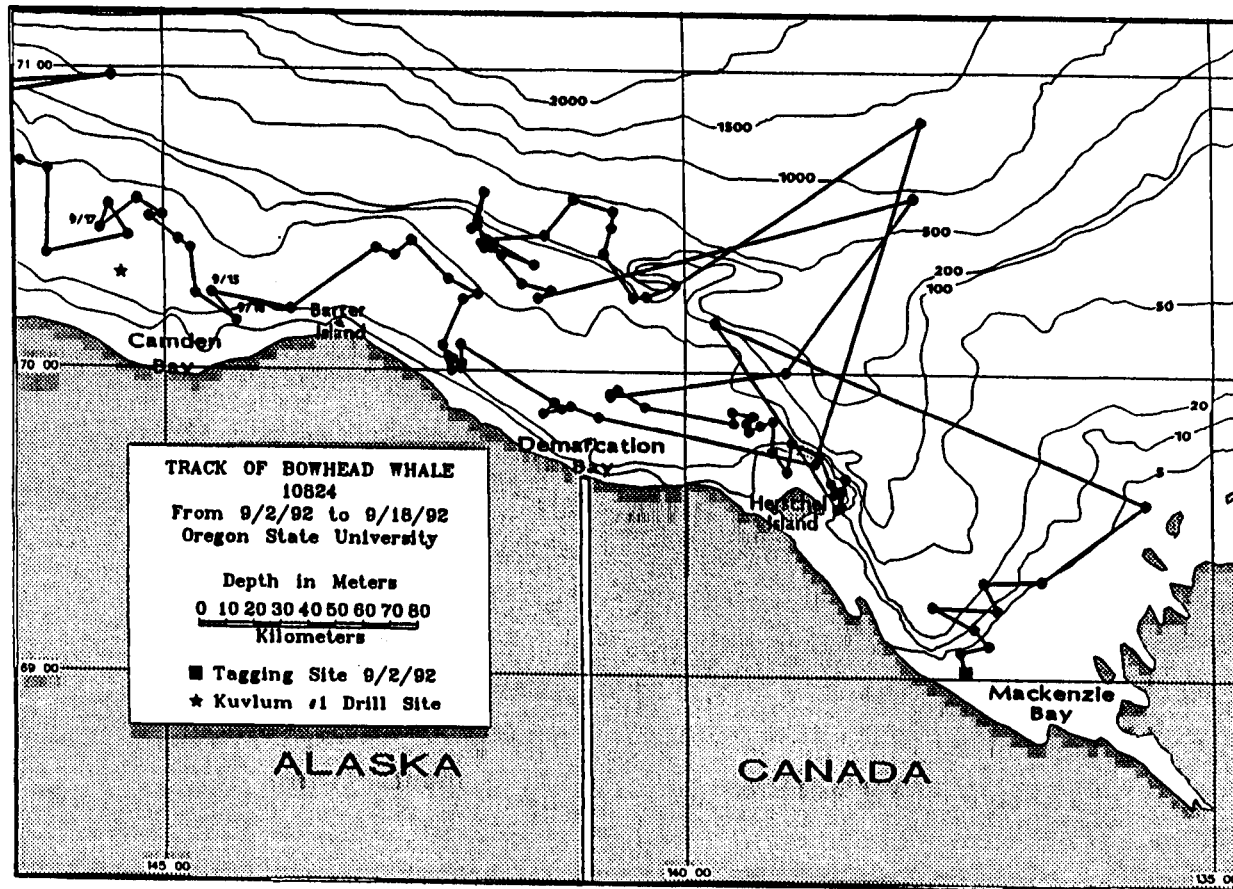 71 00
2000
1500
1000
500
200
100
50
20
10
5
9/17
9/15
9/16
Barter
Island
Camden
Bay
70 00
Demarcation
Bay
Herschel
Island
TRACK OF BOWHEAD WHALE
10824
From 9/2/92 to 9/18/92
Oregon State University
Depth in Meters
0 10 20 30 40 50 60 70 80
Kilometers
Tagging Site 9/2/92
Kuvlum #1 Drill Site
69 00
Mackenzie
Bay
ALASKA
CANADA
145 00
140 00
135 00